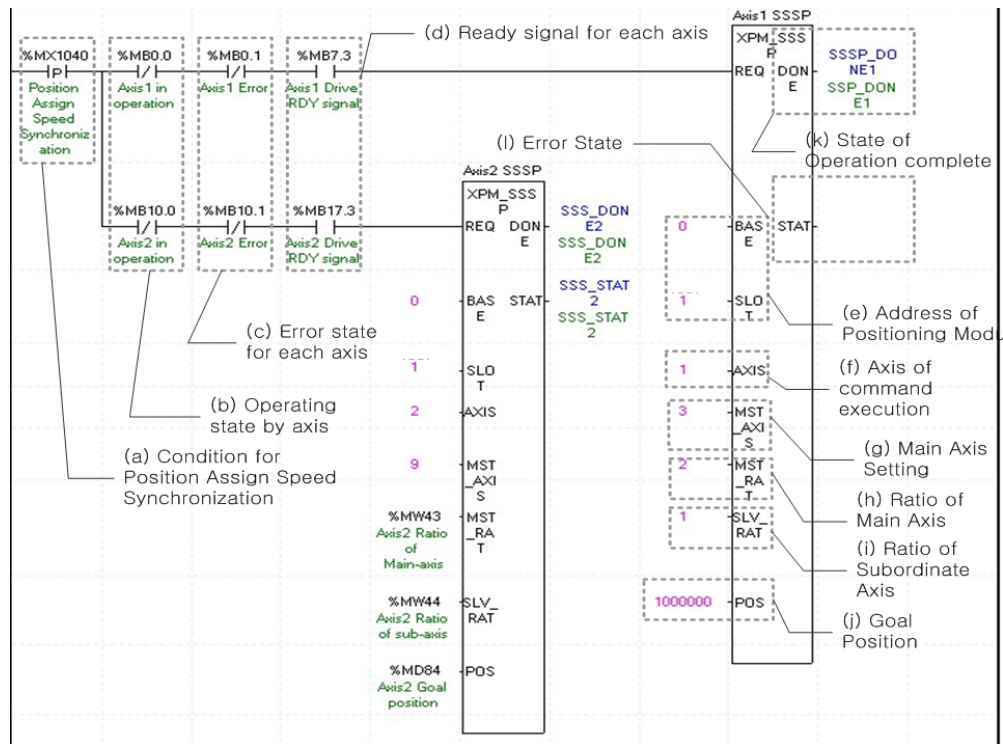 Axis1 SSSP
(d) Ready signal for each axis
%MX1040
%MB0.0
%MB0.1
%MB7.3
P
Position
Assign
Speed
Synchroniz
ation
Axis1 in
operation
Axis1 Error
Axis1 Drive
RDY signal
XPM_SSS
P
REQ DON
E
SSSP_DO
NE1
SSP_DON
E1
(l) Error State
(k) State of
Operation complete
Axis2 SSSP
%MB10.0
%MB10.1
%MB17.3
Axis2 in
operation
Axis2 Error
Axis2 Drive
RDY signal
XPM_SSS
P
REQ DON
E
SSS_DON
E2
SSS_DON
E2
0
BAS
E
STAT
SSS_STAT
2
SSS_STAT
2
0
BAS
E
STAT
1
SLO
T
(e) Address of
Positioning Modu
(c) Error state
for each axis
1
SLO
T
1
AXIS
(f) Axis of
command
execution
(b) Operating
state by axis
2
AXIS
3
MST
_AXI
S
(g) Main Axis
Setting
(a) Condition for
Position Assign Speed
Synchronization
9
MST
_AXI
S
2
MST
_RA
T
(h) Ratio of
Main Axis
%MW43
Axis2 Ratio
of
Main-axis
MST
_RA
T
1
SLV_
RAT
(i) Ratio of
Subordinate
Axis
%MW44
Axis2 Ratio
of sub-axis
SLV_
RAT
1000000
POS
(j) Goal
Position
%MD84
Axis2 Goal
position
POS